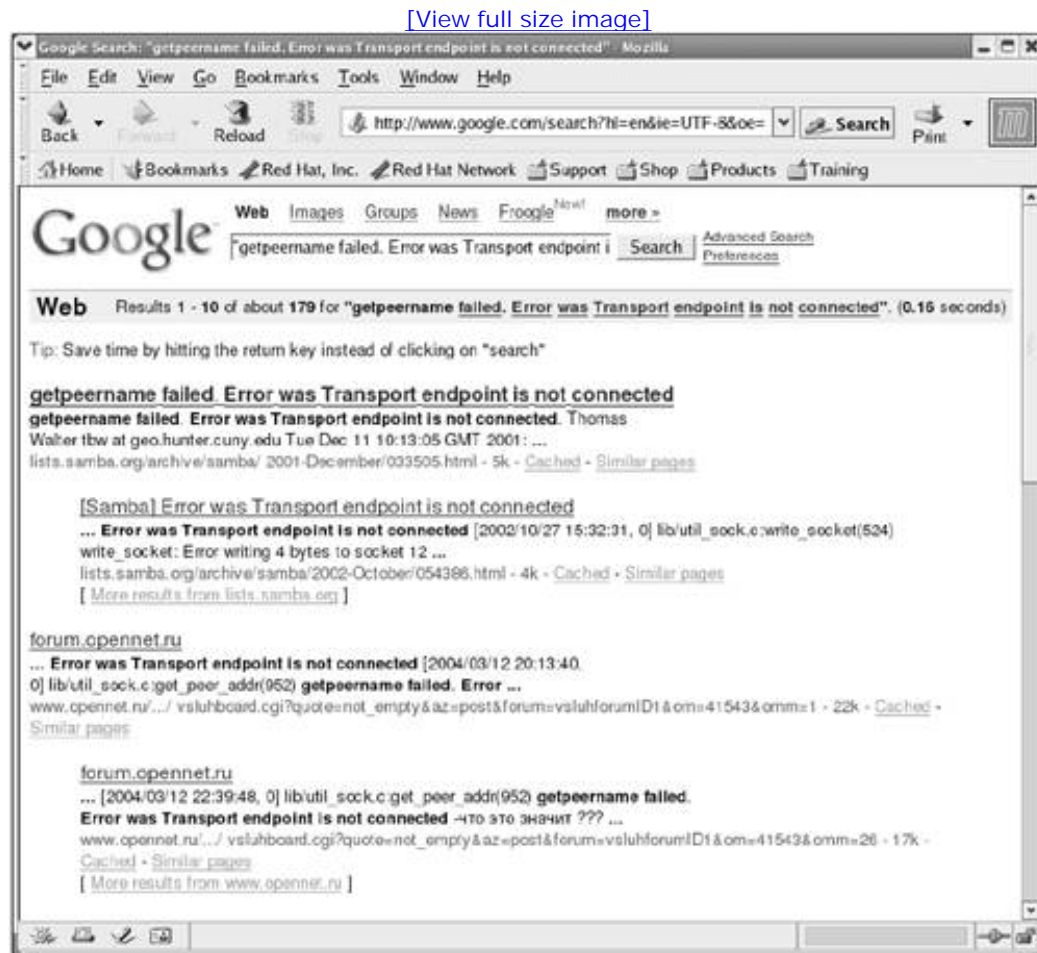 [View full size image]
Google Search: "getpeername failed. Error was Transport endpoint is not connected" - Mozilla
File Edit View Go Bookmarks Tools Window Help
Back Forward Reload Stop http://www.google.com/search?hl=en&ie=UTF-8&oe= Search Print
Home Bookmarks Red Hat, Inc. Red Hat Network Support Shop Products Training
Web Images Groups News Froogle New! more »
Google "getpeername failed. Error was Transport endpoint i Search Advanced Search
Preferences
Web Results 1 - 10 of about 179 for "getpeername failed. Error was Transport endpoint is not connected". (0.16 seconds)
Tip: Save time by hitting the return key instead of clicking on "search"
getpeername failed. Error was Transport endpoint is not connected
getpeername failed. Error was Transport endpoint is not connected. Thomas
Walter tbw at geo.hunter.cuny.edu Tue Dec 11 10:13:05 GMT 2001: ...
lists.samba.org/archive/samba/ 2001-December/033505.html - 5k - Cached - Similar pages
[Samba] Error was Transport endpoint is not connected
... Error was Transport endpoint is not connected [2002/10/27 15:32:31, 0] lib/util_sock.c:write_socket(524)
write_socket: Error writing 4 bytes to socket 12 ...
lists.samba.org/archive/samba/2002-October/054386.html - 4k - Cached - Similar pages
[ More results from lists.samba.org ]
forum.opennet.ru
... Error was Transport endpoint is not connected [2004/03/12 20:13:40,
0] lib/util_sock.c:get_peer_addr(952) getpeername failed. Error ...
www.opennet.ru/.../ vsluhboard.cgi?quote=not_empty&az=post&forum=vsluhforumID1&om=41543&omm=1 - 22k - Cached -
Similar pages
forum.opennet.ru
... [2004/03/12 22:39:48, 0] lib/util_sock.c:get_peer_addr(952) getpeername failed.
Error was Transport endpoint is not connected -что это значит ??? ...
www.opennet.ru/.../ vsluhboard.cgi?quote=not_empty&az=post&forum=vsluhforumID1&om=41543&omm=26 - 17k -
Cached - Similar pages
[ More results from www.opennet.ru ]